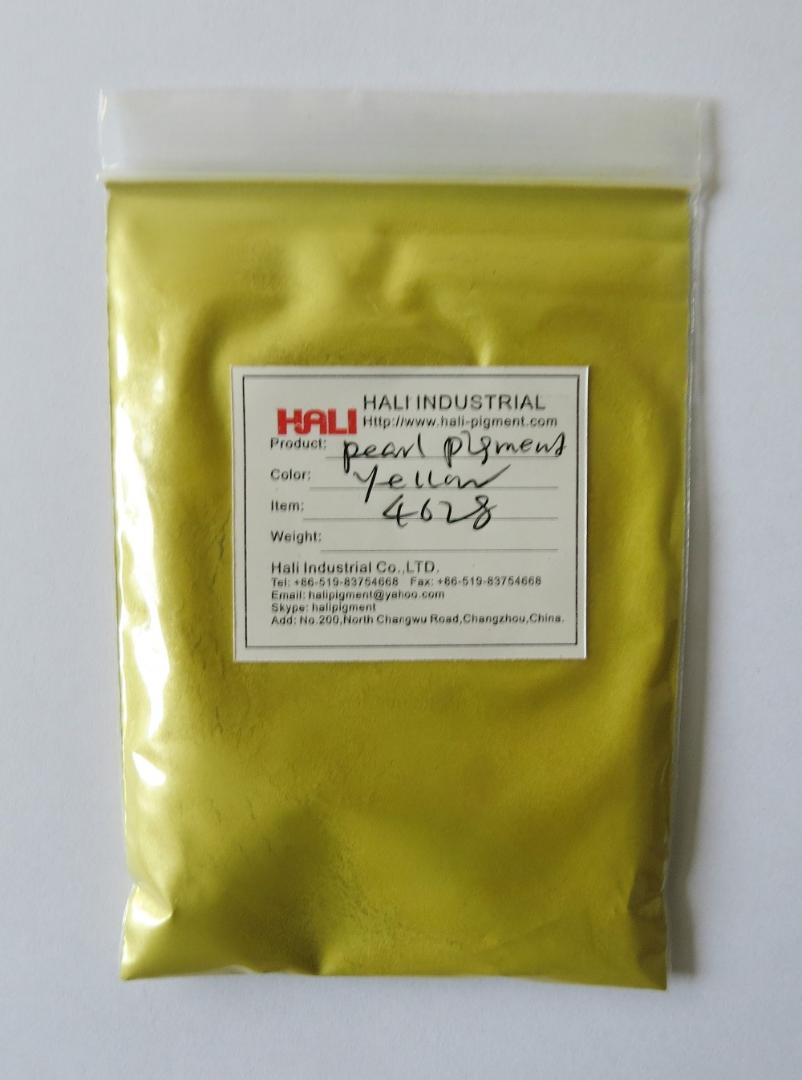 HALI HALI INDUSTRIAL
Http://www.hali-pigment.com
Product: pearl pigment
Color: Yellow
Item: 4628
Weight:
Hali Industrial Co.,LTD.
Tel: +86-519-83754668 Fax: +86-519-83754668
Email: halipigment@yahoo.com
Skype: halipigment
Add: No.200,North Changwu Road,Changzhou,China.